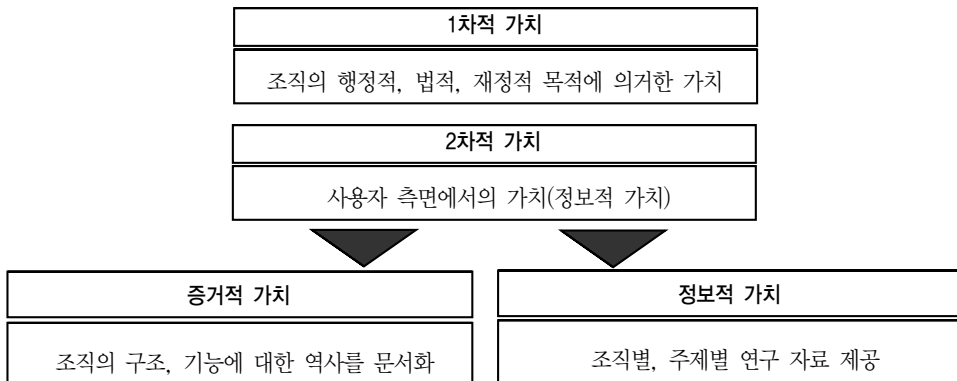 1차적 가치
조직의 행정적, 법적, 재정적 목적에 의거한 가치
2차적 가치
사용자 측면에서의 가치(정보적 가치)
증거적 가치
조직의 구조, 기능에 대한 역사를 문서화
정보적 가치
조직별, 주제별 연구 자료 제공